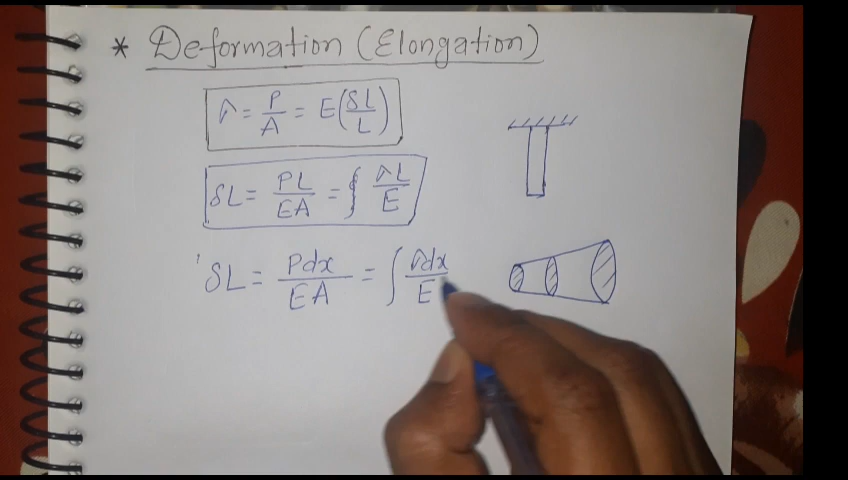 * Deformation (Elongation)
σ = P/A = E(δL/L)
δL = PL/EA = ∫ σL/E
δL = Pdx/EA = ∫ σdx/E